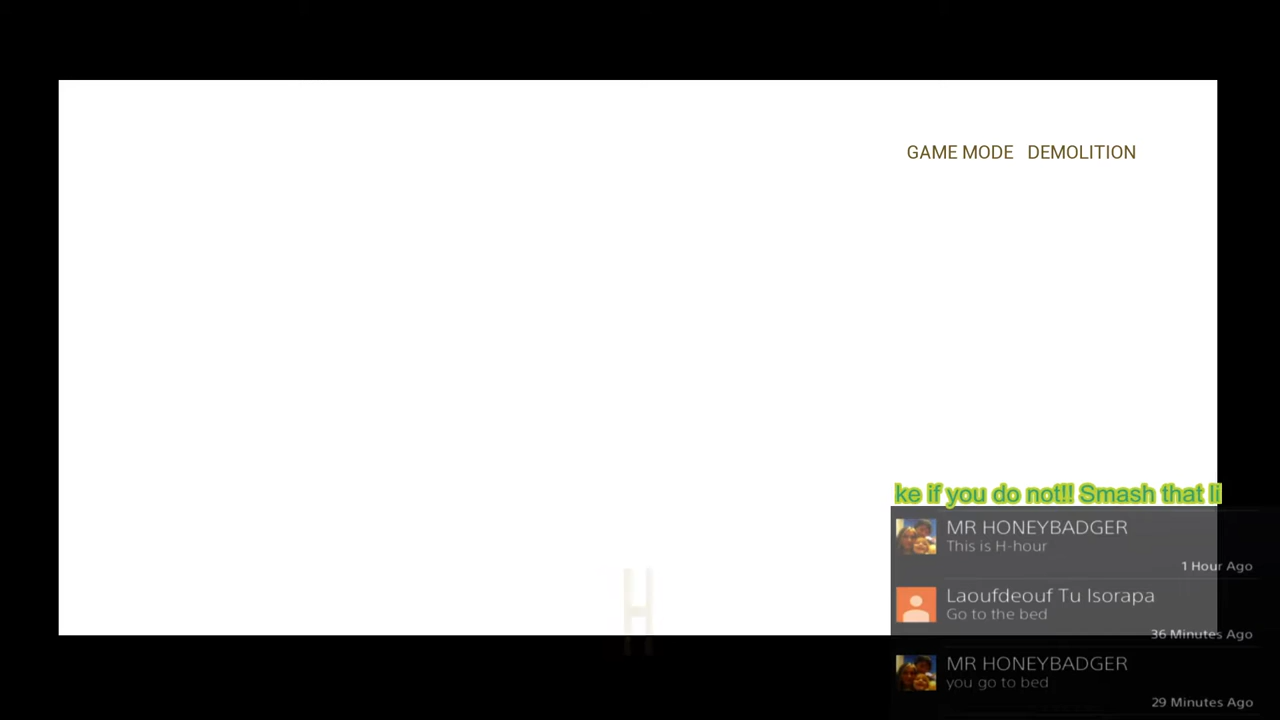 GAME MODE DEMOLITION
ke if you do not!! Smash that li
MR HONEYBADGER
This is H-hour
1 Hour Ago
Laoufdeouf Tu Isorapa
Go to the bed
36 Minutes Ago
MR HONEYBADGER
you go to bed
29 Minutes Ago
H